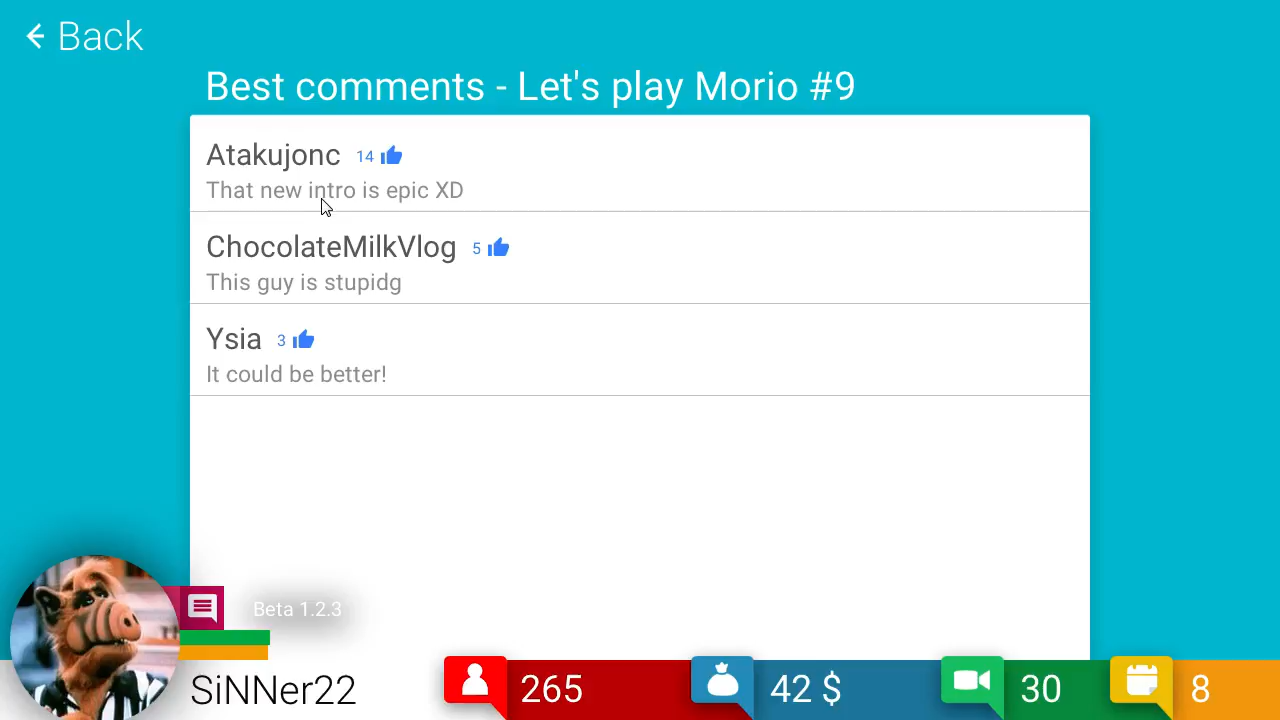 Back
Best comments - Let's play Morio #9
Atakujonc 14
That new intro is epic XD
ChocolateMilkVlog 5
This guy is stupidg
Ysia 3
It could be better!
Beta 1.2.3
SiNNer22 265 42 $ 30 8